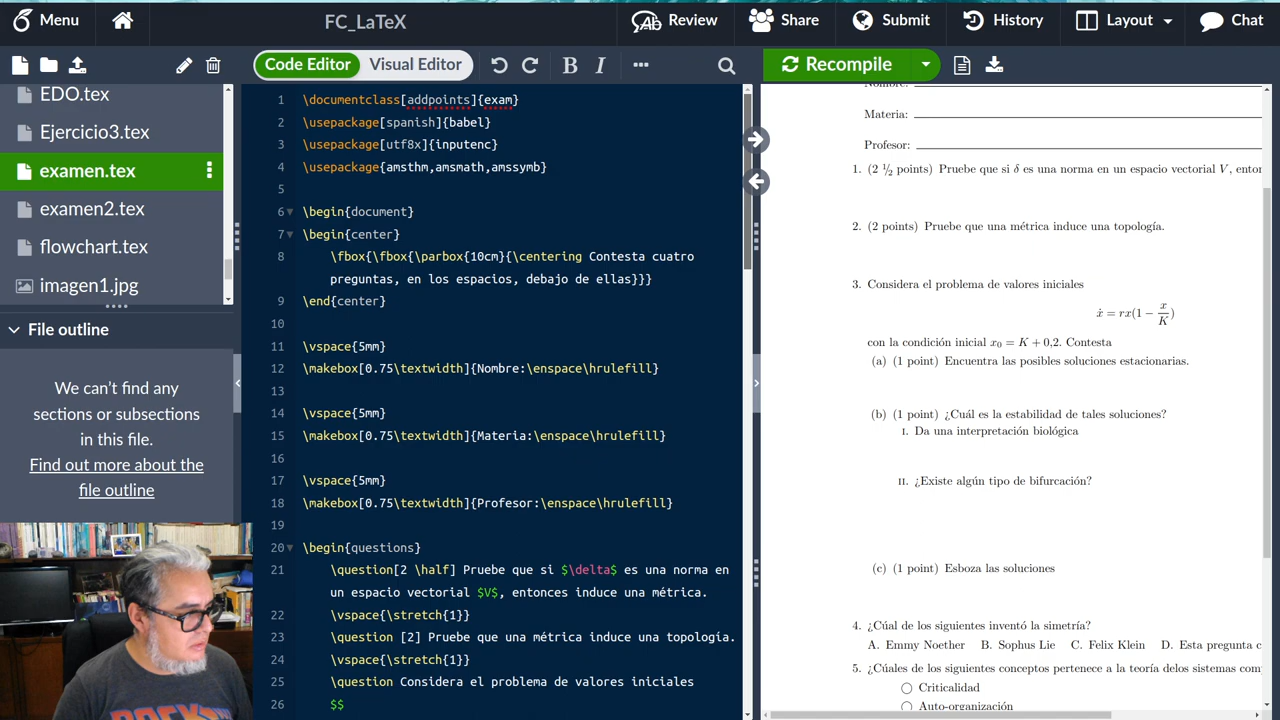 Menu
FC_LaTeX
Review
Share
Submit
History
Layout
Chat
Code Editor
Visual Editor
B I
Recompile
EDO.tex
Ejercicio3.tex
examen.tex
examen2.tex
flowchart.tex
imagen1.jpg
File outline
We can't find any
sections or subsections
in this file.
Find out more about the
file outline
1 \documentclass[addpoints]{exam}
2 \usepackage[spanish]{babel}
3 \usepackage[utf8x]{inputenc}
4 \usepackage{amsthm,amsmath,amssymb}
5
6 \begin{document}
7 \begin{center}
8 \fbox{\fbox{\parbox{10cm}{\centering Contesta cuatro
preguntas, en los espacios, debajo de ellas}}}
9 \end{center}
10
11 \vspace{5mm}
12 \makebox[0.75\textwidth]{Nombre:\enspace\hrulefill}
13
14 \vspace{5mm}
15 \makebox[0.75\textwidth]{Materia:\enspace\hrulefill}
16
17 \vspace{5mm}
18 \makebox[0.75\textwidth]{Profesor:\enspace\hrulefill}
19
20 \begin{questions}
21 \question[2 \half] Pruebe que si $\delta$ es una norma en
un espacio vectorial $V$, entonces induce una métrica.
22 \vspace{\stretch{1}}
23 \question [2] Pruebe que una métrica induce una topología.
24 \vspace{\stretch{1}}
25 \question Considera el problema de valores iniciales
26 $$
Nombre:
Materia:
Profesor:
1. (2 ½ points) Pruebe que si δ es una norma en un espacio vectorial V, enton
2. (2 points) Pruebe que una métrica induce una topología.
3. Considera el problema de valores iniciales
ẋ = rx(1 − x/K)
con la condición inicial x₀ = K + 0,2. Contesta
(a) (1 point) Encuentra las posibles soluciones estacionarias.
(b) (1 point) ¿Cuál es la estabilidad de tales soluciones?
I. Da una interpretación biológica
II. ¿Existe algún tipo de bifurcación?
(c) (1 point) Esboza las soluciones
4. ¿Cúal de los siguientes inventó la simetría?
A. Emmy Noether B. Sophus Lie C. Felix Klein D. Esta pregunta c
5. ¿Cúales de los siguientes conceptos pertenece a la teoría delos sistemas com
Criticalidad
Auto-organización